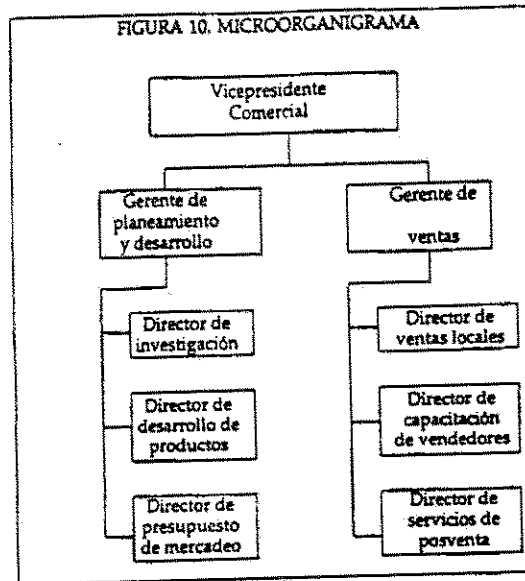 FIGURA 10. MICROORGANIGRAMA
Vicepresidente
Comercial
Gerente de
planeamiento
y desarrollo
Gerente de
ventas
Director de
investigación
Director de
desarrollo de
productos
Director de
presupuesto
de mercadeo
Director de
ventas locales
Director de
capacitación
de vendedores
Director de
servicios de
posventa